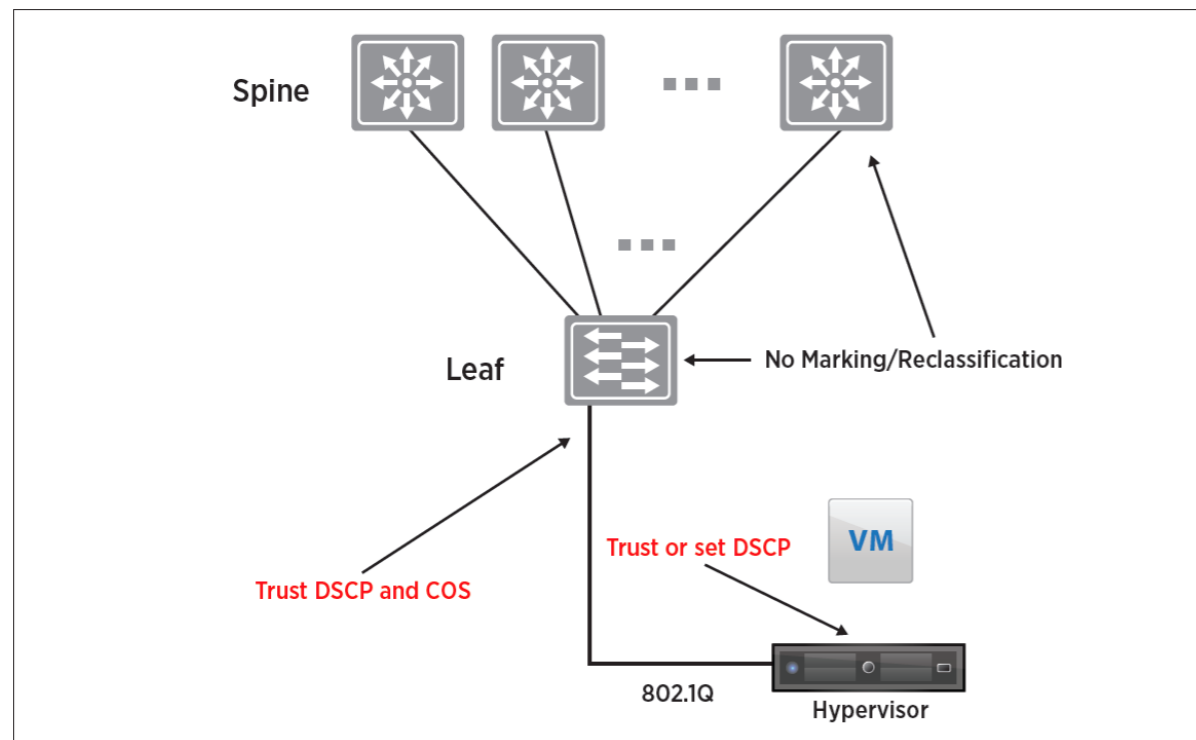 Spine
Leaf
No Marking/Reclassification
VM
Trust or set DSCP
Trust DSCP and COS
802.1Q
Hypervisor